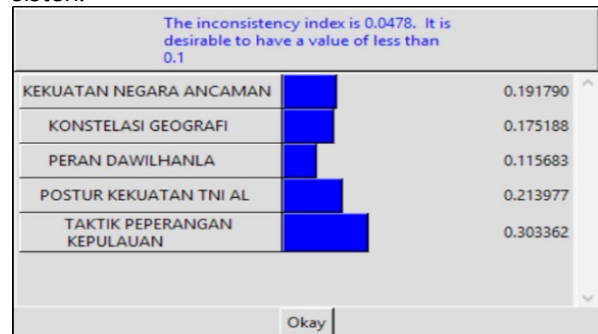 The inconsistency index is 0.0478. It is
desirable to have a value of less than
0.1
KEKUATAN NEGARA ANCAMAN 0.191790
KONSTELASI GEOGRAFI 0.175188
PERAN DAWILHANLA 0.115683
POSTUR KEKUATAN TNI AL 0.213977
TAKTIK PEPERANGAN
KEPULAUAN 0.303362
Okay